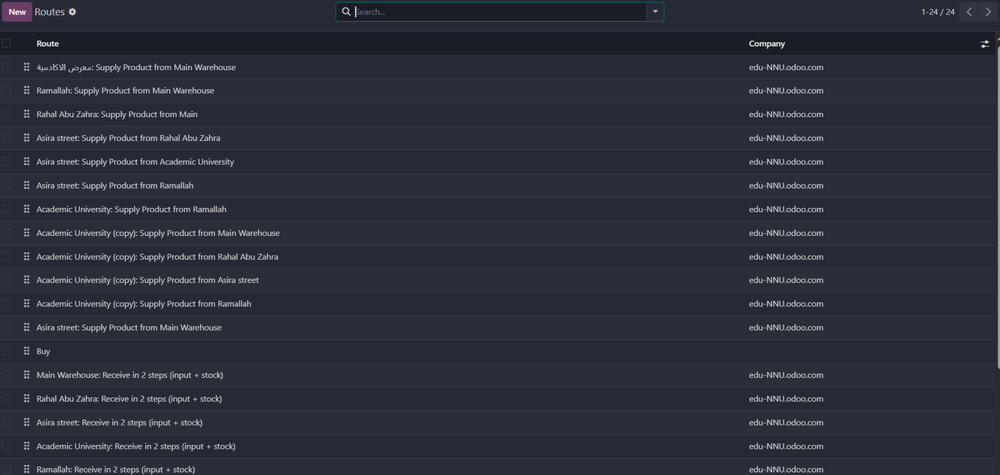 New Routes
Search...
1-24 / 24
Route Company
معرض الاكادمية: Supply Product from Main Warehouse edu-NNU.odoo.com
Ramallah: Supply Product from Main Warehouse edu-NNU.odoo.com
Rahal Abu Zahra: Supply Product from Main edu-NNU.odoo.com
Asira street: Supply Product from Rahal Abu Zahra edu-NNU.odoo.com
Asira street: Supply Product from Academic University edu-NNU.odoo.com
Asira street: Supply Product from Ramallah edu-NNU.odoo.com
Academic University: Supply Product from Ramallah edu-NNU.odoo.com
Academic University (copy): Supply Product from Main Warehouse edu-NNU.odoo.com
Academic University (copy): Supply Product from Rahal Abu Zahra edu-NNU.odoo.com
Academic University (copy): Supply Product from Asira street edu-NNU.odoo.com
Academic University (copy): Supply Product from Ramallah edu-NNU.odoo.com
Asira street: Supply Product from Main Warehouse edu-NNU.odoo.com
Buy
Main Warehouse: Receive in 2 steps (input + stock) edu-NNU.odoo.com
Rahal Abu Zahra: Receive in 2 steps (input + stock) edu-NNU.odoo.com
Asira street: Receive in 2 steps (input + stock) edu-NNU.odoo.com
Academic University: Receive in 2 steps (input + stock) edu-NNU.odoo.com
Ramallah: Receive in 2 steps (input + stock) edu-NNU.odoo.com